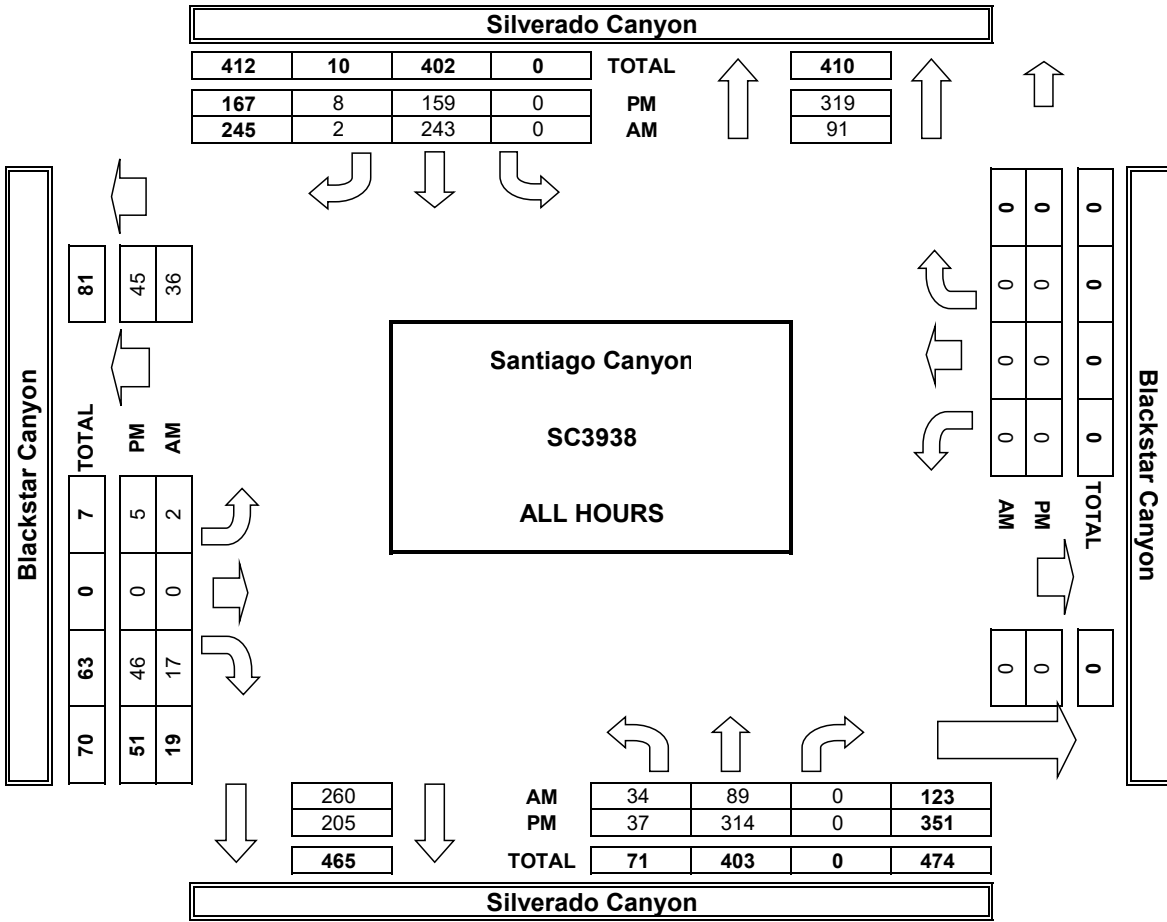 Silverado Canyon
412 10 402 0 TOTAL 410
167 8 159 0 PM 319
245 2 243 0 AM 91
Blackstar Canyon
81 45 36
TOTAL PM AM
7 5 2
0 0 0
63 46 17
70 51 19
Santiago Canyon
SC3938
ALL HOURS
0 0 0
0 0 0
0 0 0
0 0 0
AM PM TOTAL
0 0 0
Blackstar Canyon
260 AM 34 89 0 123
205 PM 37 314 0 351
465 TOTAL 71 403 0 474
Silverado Canyon